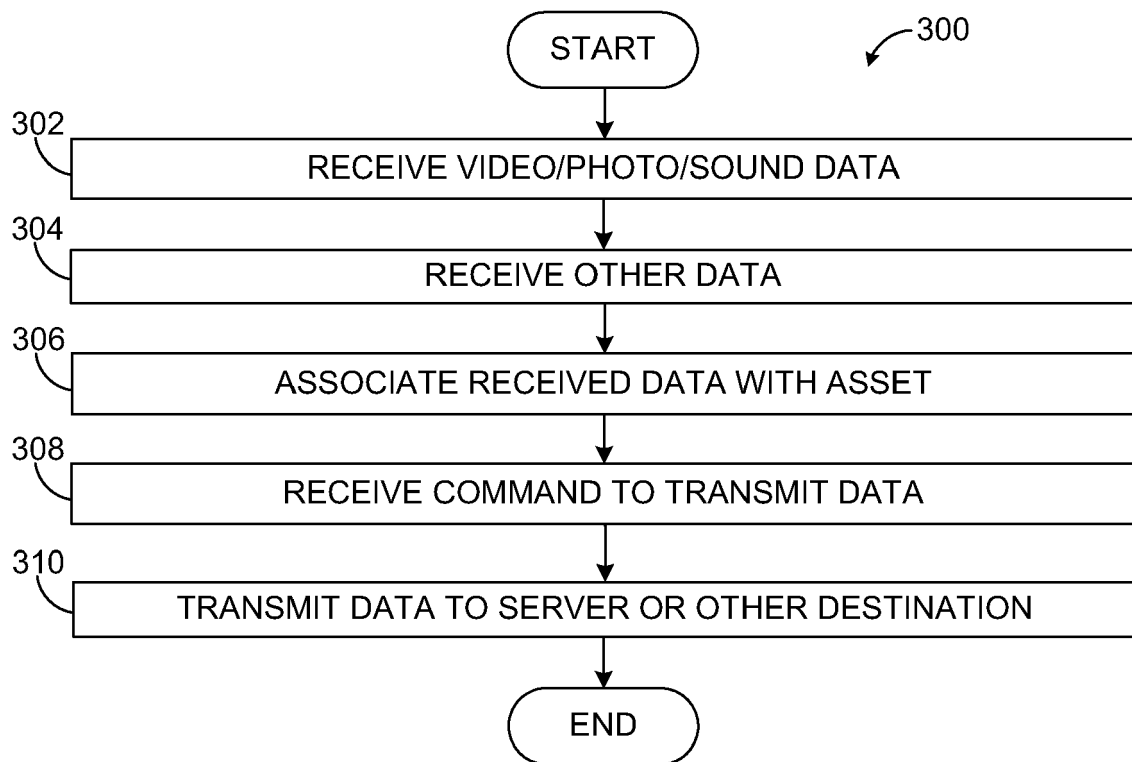 START
300
302
RECEIVE VIDEO/PHOTO/SOUND DATA
304
RECEIVE OTHER DATA
306
ASSOCIATE RECEIVED DATA WITH ASSET
308
RECEIVE COMMAND TO TRANSMIT DATA
310
TRANSMIT DATA TO SERVER OR OTHER DESTINATION
END